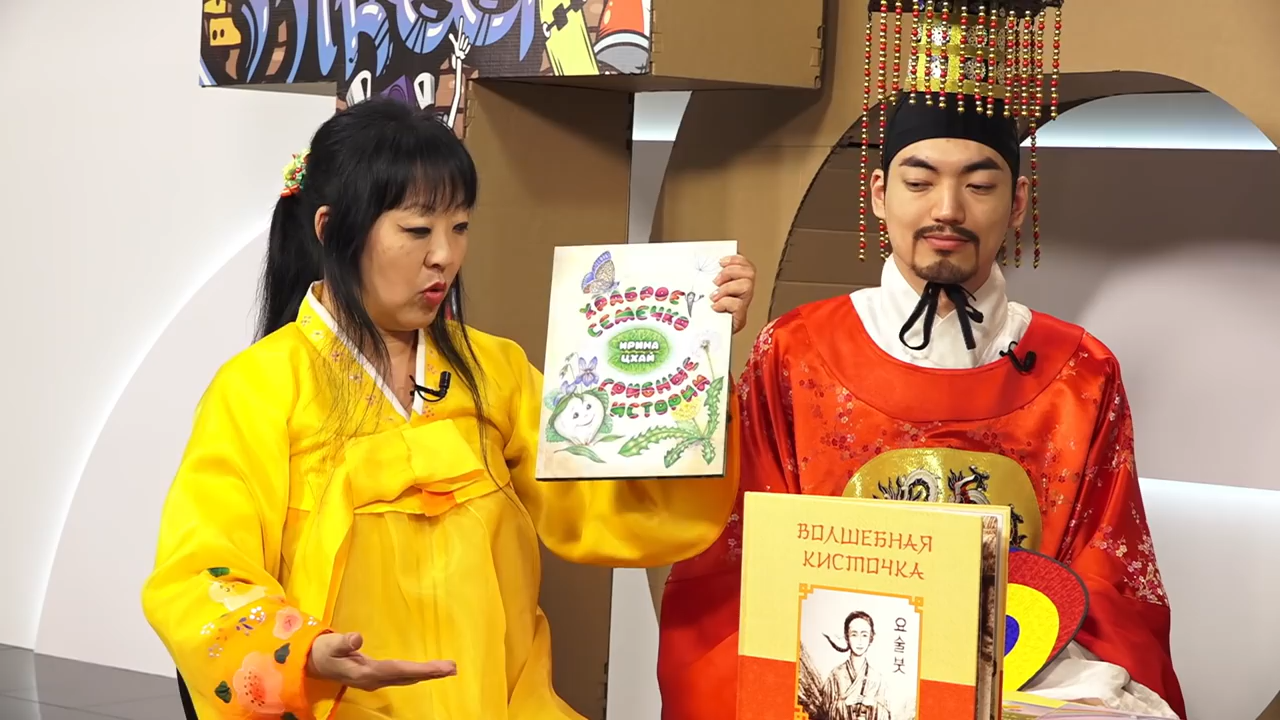 ХРАБРОЕ
СЕМЕЧКО
ИРИНА
ЦХАЙ
ГРИБНЫЕ
ИСТОРИИ
ВОЛШЕБНАЯ
КИСТОЧКА
요술붓